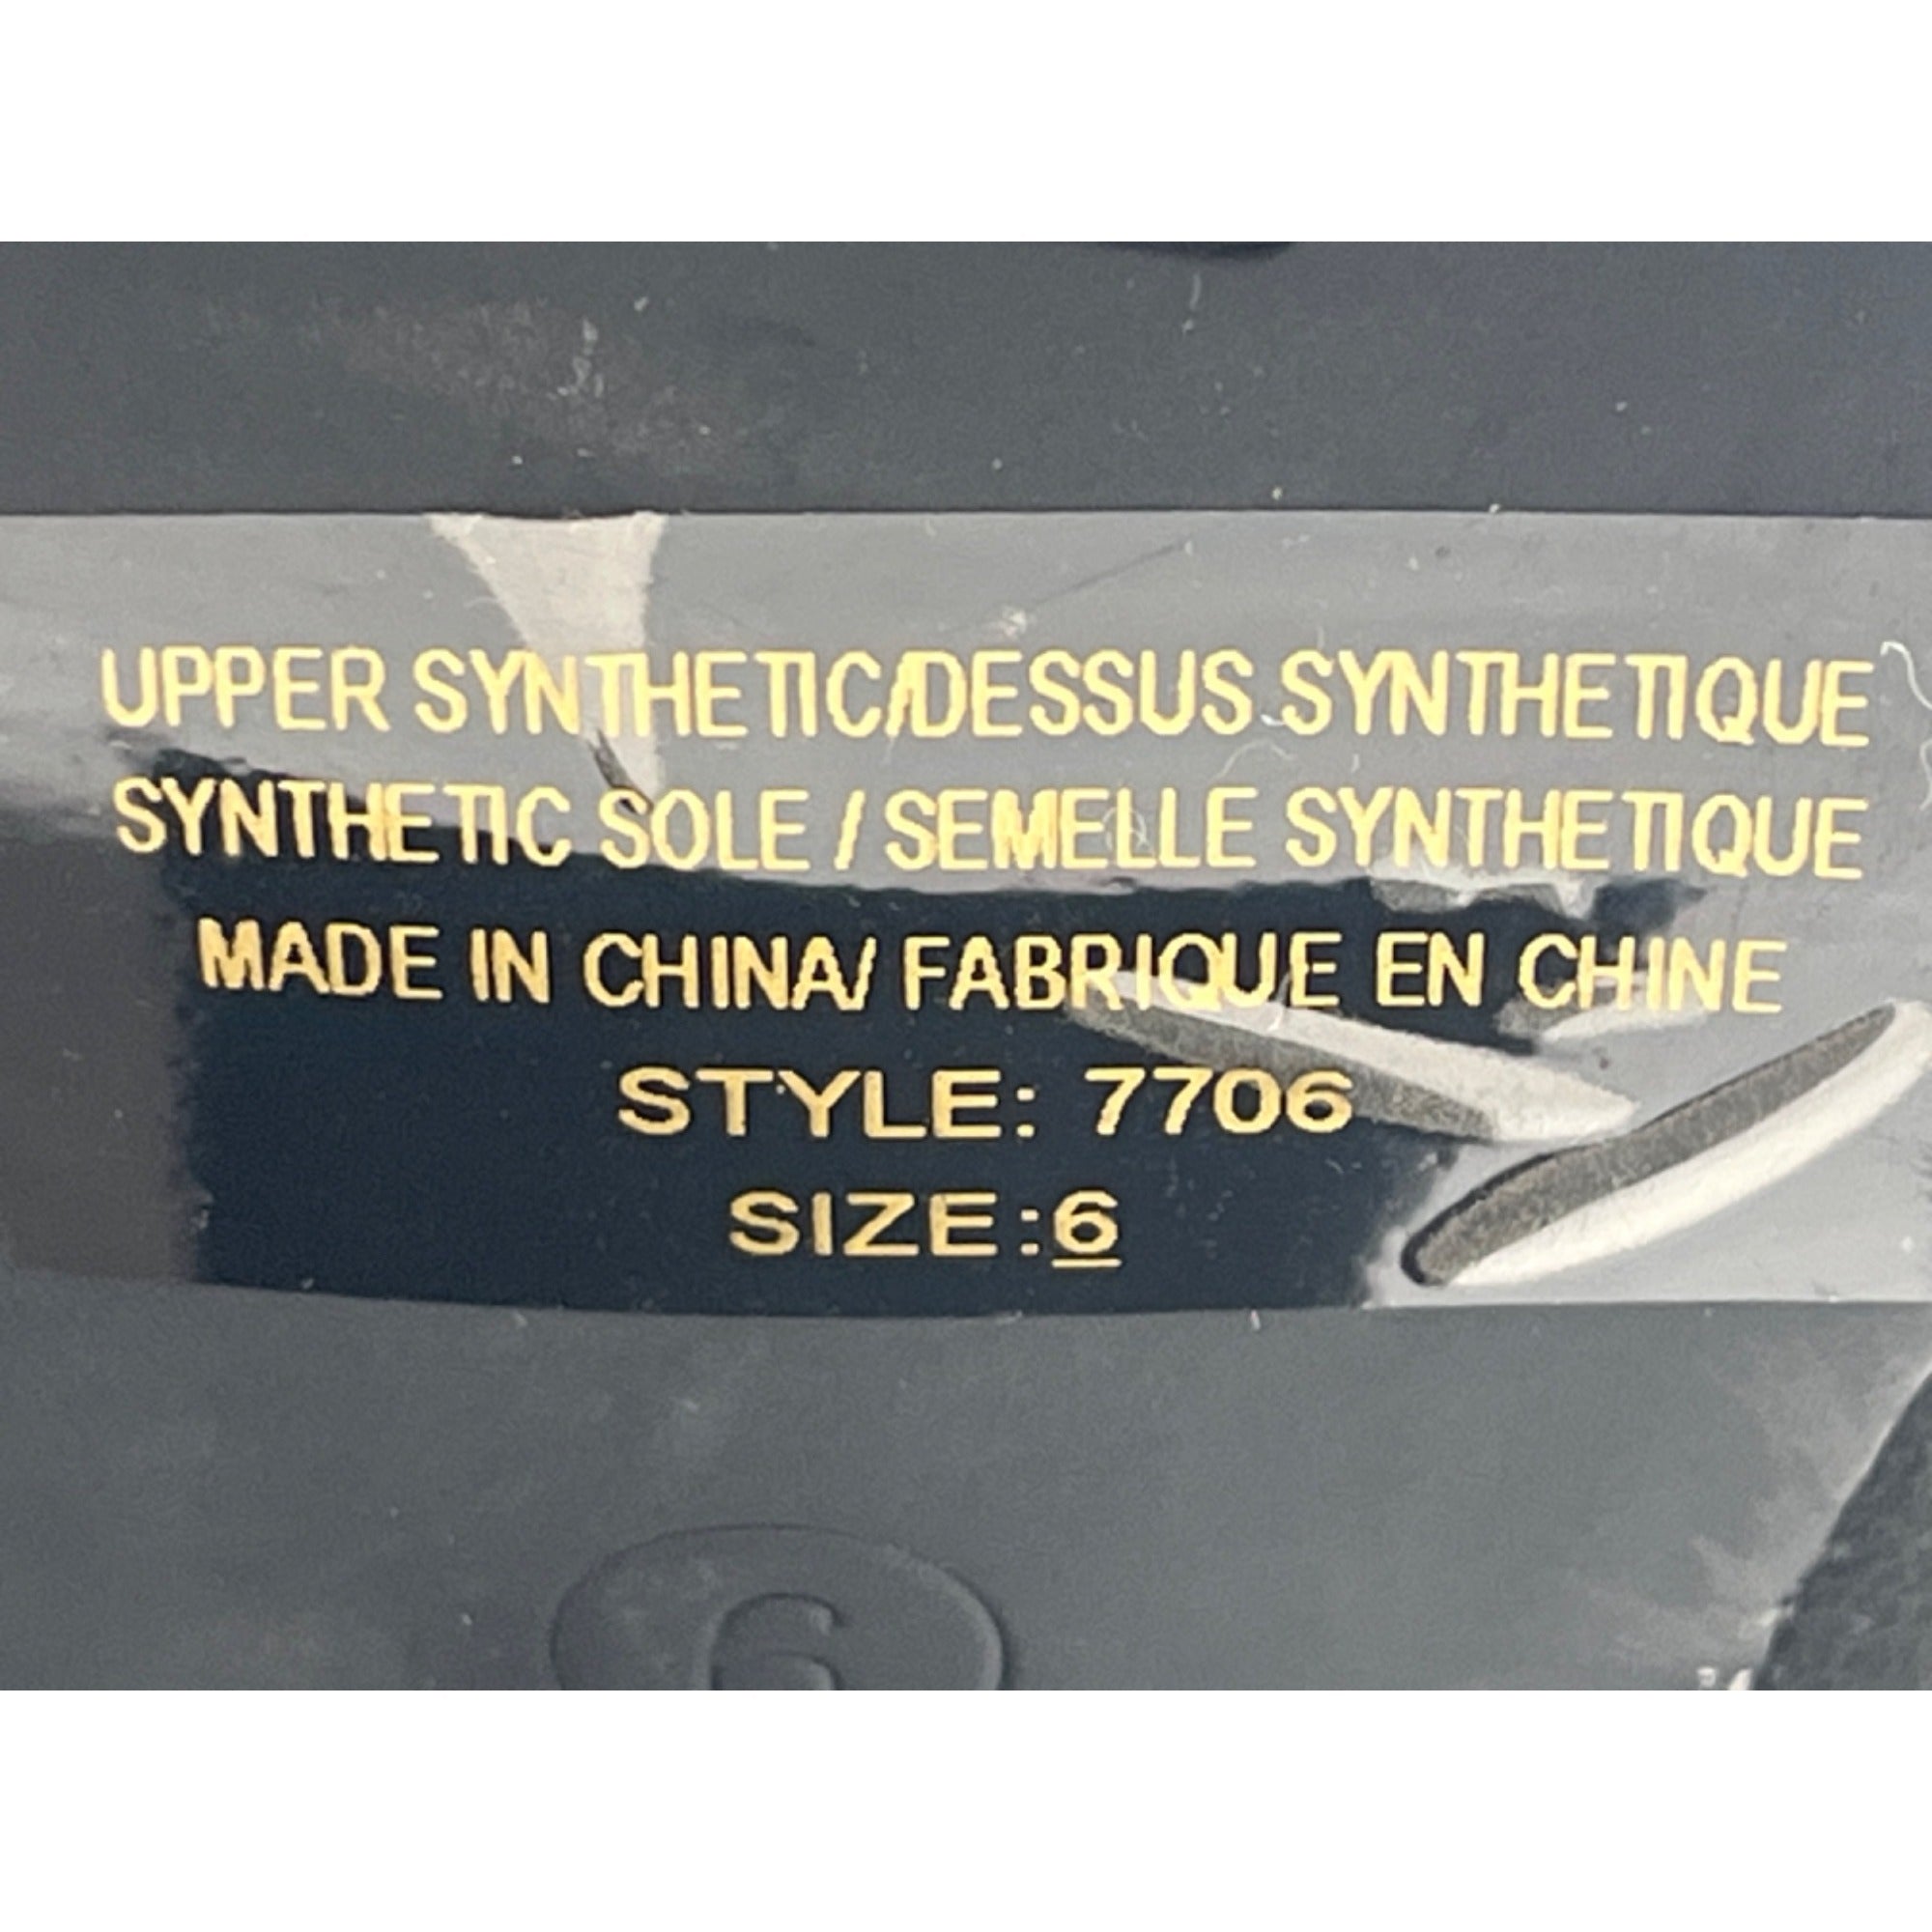 UPPER SYNTHETIC/DESSUS SYNTHETIQUE
SYNTHETIC SOLE / SEMELLE SYNTHETIQUE
MADE IN CHINA/ FABRIQUE EN CHINE
STYLE: 7706
SIZE:6
6